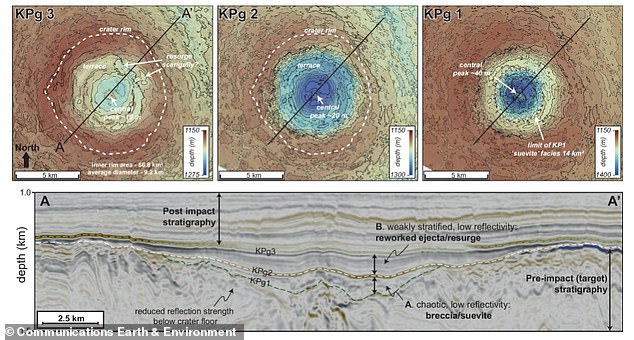 KPg 3
A'
crater rim
resurge
scar/gully?
terrace
central
A
North
5 km
inner rim area - 66.8 km²
average diameter - 9.2 km
1150
depth (m)
1275
KPg 2
crater rim
terrace
central
peak ~20 m
5 km
1150
depth (m)
1300
KPg 1
central
peak ~40 m
limit of KP1
'suevite' facies 14 km²
5 km
1150
depth (m)
1400
1.0
A
A'
Post impact
stratigraphy
depth (km)
KPg3
B. weakly stratified, low reflectivity:
reworked ejecta/resurge
KPg2
KPg1
Pre-impact (target)
stratigraphy
reduced reflection strength
below crater floor
A. chaotic, low reflectivity:
breccia/suevite
2.5 km
© Communications Earth & Environment